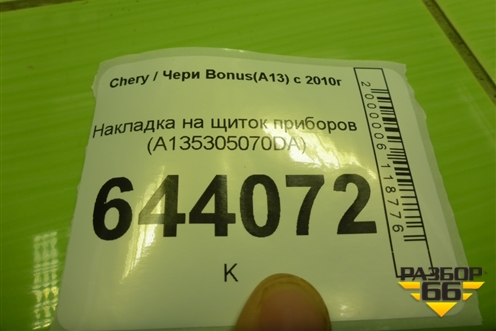 Chery / Чери Bonus(A13) с 2010г
Накладка на щиток приборов
(A135305070DA)
644072
К
2000006118776
РАЗБОР
66